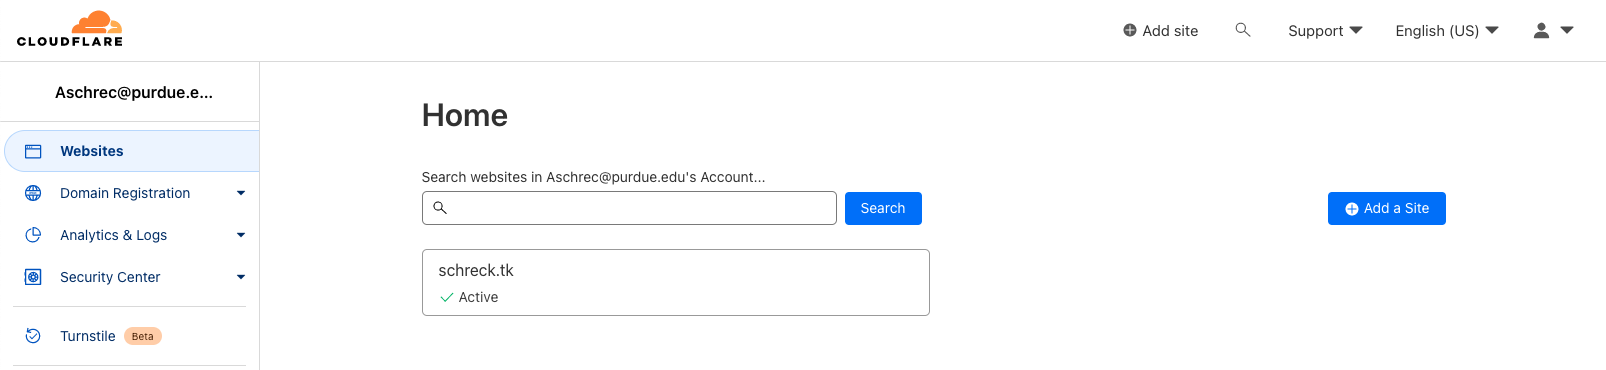 CLOUDFLARE
Add site
Support
English (US)
Aschrec@purdue.e...
Websites
Domain Registration
Analytics & Logs
Security Center
Turnstile Beta
Home
Search websites in Aschrec@purdue.edu's Account...
Search
Add a Site
schreck.tk
Active